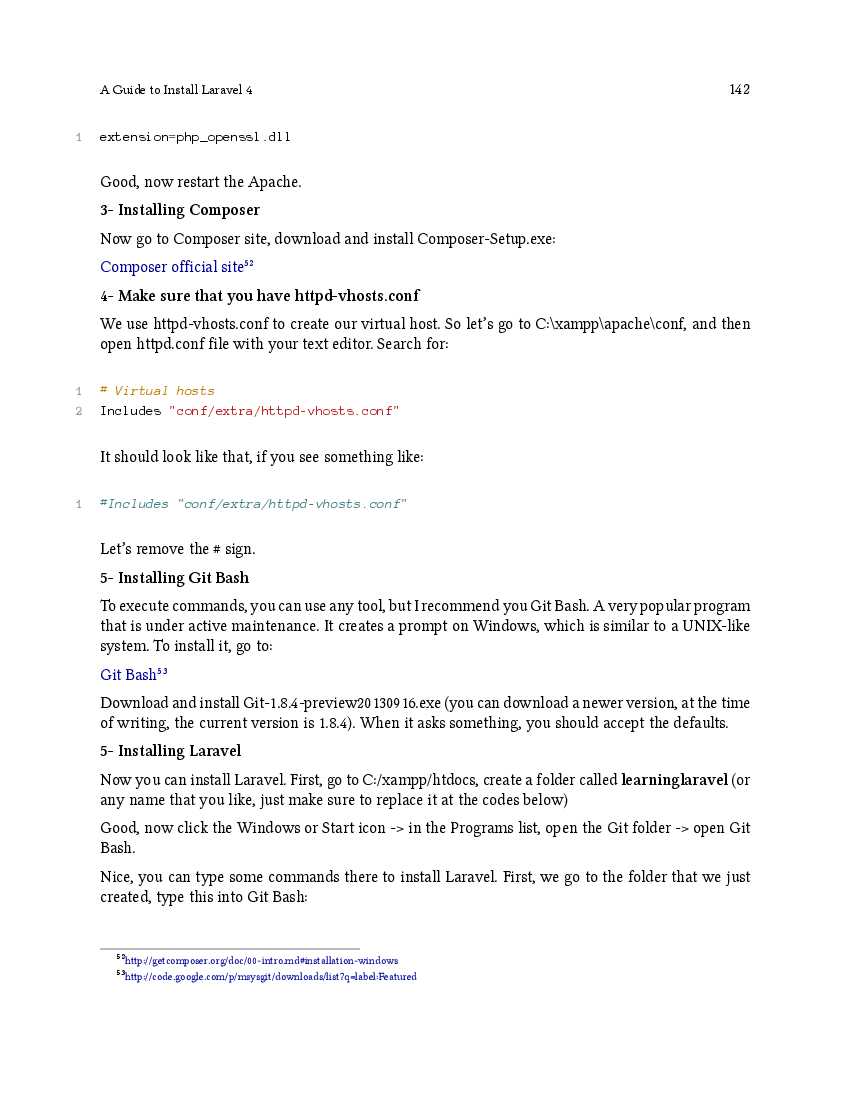 A Guide to Install Laravel 4 142
1 extension=php_openssl.dll
Good, now restart the Apache.
3- Installing Composer
Now go to Composer site, download and install Composer-Setup.exe:
Composer official site⁵²
4- Make sure that you have httpd-vhosts.conf
We use httpd-vhosts.conf to create our virtual host. So let’s go to C:\xampp\apache\conf, and then
open httpd.conf file with your text editor. Search for:
1 # Virtual hosts
2 Includes "conf/extra/httpd-vhosts.conf"
It should look like that, if you see something like:
1 #Includes "conf/extra/httpd-vhosts.conf"
Let’s remove the # sign.
5- Installing Git Bash
To execute commands, you can use any tool, but I recommend you Git Bash. A very popular program
that is under active maintenance. It creates a prompt on Windows, which is similar to a UNIX-like
system. To install it, go to:
Git Bash⁵³
Download and install Git-1.8.4-preview20130916.exe (you can download a newer version, at the time
of writing, the current version is 1.8.4). When it asks something, you should accept the defaults.
5- Installing Laravel
Now you can install Laravel. First, go to C:/xampp/htdocs, create a folder called learninglaravel (or
any name that you like, just make sure to replace it at the codes below)
Good, now click the Windows or Start icon -> in the Programs list, open the Git folder -> open Git
Bash.
Nice, you can type some commands there to install Laravel. First, we go to the folder that we just
created, type this into Git Bash:
⁵²http://getcomposer.org/doc/00-intro.md#installation-windows
⁵³http://code.google.com/p/msysgit/downloads/list?q=label:Featured